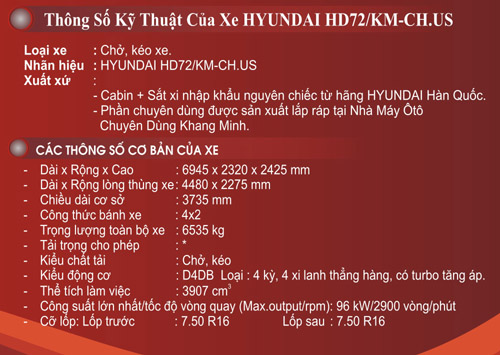 Thông Số Kỹ Thuật Của Xe HYUNDAI HD72/KM-CH.US
Loại xe : Chở, kéo xe.
Nhãn hiệu : HYUNDAI HD72/KM-CH.US
Xuất xứ :
- Cabin + Sắt xi nhập khẩu nguyên chiếc từ hãng HYUNDAI Hàn Quốc.
- Phần chuyên dùng được sản xuất lắp ráp tại Nhà Máy Ôtô
Chuyên Dùng Khang Minh.
CÁC THÔNG SỐ CƠ BẢN CỦA XE
- Dài x Rộng x Cao : 6945 x 2320 x 2425 mm
- Dài x Rộng lòng thùng xe: 4480 x 2275 mm
- Chiều dài cơ sở : 3735 mm
- Công thức bánh xe : 4x2
- Trọng lượng toàn bộ xe : 6535 kg
- Tải trọng cho phép : *
- Kiểu chất tải : Chở, kéo
- Kiểu động cơ : D4DB Loại : 4 kỳ, 4 xi lanh thẳng hàng, có turbo tăng áp.
- Thể tích làm việc : 3907 cm³
- Công suất lớn nhất/tốc độ vòng quay (Max.output/rpm): 96 kW/2900 vòng/phút
- Cỡ lốp: Lốp trước : 7.50 R16 Lốp sau : 7.50 R16